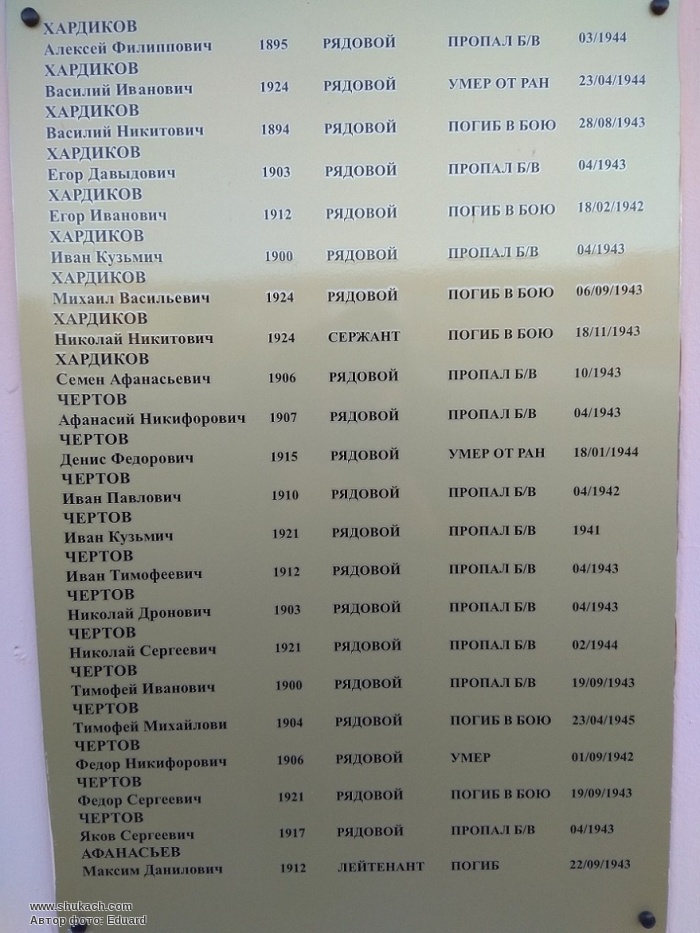 ХАРДИКОВ
Алексей Филиппович 1895 РЯДОВОЙ ПРОПАЛ Б/В 03/1944
ХАРДИКОВ
Василий Иванович 1924 РЯДОВОЙ УМЕР ОТ РАН 23/04/1944
ХАРДИКОВ
Василий Никитович 1894 РЯДОВОЙ ПОГИБ В БОЮ 28/08/1943
ХАРДИКОВ
Егор Давыдович 1903 РЯДОВОЙ ПРОПАЛ Б/В 04/1943
ХАРДИКОВ
Егор Иванович 1912 РЯДОВОЙ ПОГИБ В БОЮ 18/02/1942
ХАРДИКОВ
Иван Кузьмич 1900 РЯДОВОЙ ПРОПАЛ Б/В 04/1943
ХАРДИКОВ
Михаил Васильевич 1924 РЯДОВОЙ ПОГИБ В БОЮ 06/09/1943
ХАРДИКОВ
Николай Никитович 1924 СЕРЖАНТ ПОГИБ В БОЮ 18/11/1943
ХАРДИКОВ
Семен Афанасьевич 1906 РЯДОВОЙ ПРОПАЛ Б/В 10/1943
ЧЕРТОВ
Афанасий Никифорович 1907 РЯДОВОЙ ПРОПАЛ Б/В 04/1943
ЧЕРТОВ
Денис Федорович 1915 РЯДОВОЙ УМЕР ОТ РАН 18/01/1944
ЧЕРТОВ
Иван Павлович 1910 РЯДОВОЙ ПРОПАЛ Б/В 04/1942
ЧЕРТОВ
Иван Кузьмич 1921 РЯДОВОЙ ПРОПАЛ Б/В 1941
ЧЕРТОВ
Иван Тимофеевич 1912 РЯДОВОЙ ПРОПАЛ Б/В 04/1943
ЧЕРТОВ
Николай Дронович 1903 РЯДОВОЙ ПРОПАЛ Б/В 04/1943
ЧЕРТОВ
Николай Сергеевич 1921 РЯДОВОЙ ПРОПАЛ Б/В 02/1944
ЧЕРТОВ
Тимофей Иванович 1900 РЯДОВОЙ ПРОПАЛ Б/В 19/09/1943
ЧЕРТОВ
Тимофей Михайлови 1904 РЯДОВОЙ ПОГИБ В БОЮ 23/04/1945
ЧЕРТОВ
Федор Никифорович 1906 РЯДОВОЙ УМЕР 01/09/1942
ЧЕРТОВ
Федор Сергеевич 1921 РЯДОВОЙ ПОГИБ В БОЮ 19/09/1943
ЧЕРТОВ
Яков Сергеевич 1917 РЯДОВОЙ ПРОПАЛ Б/В 04/1943
АФАНАСЬЕВ
Максим Данилович 1912 ЛЕЙТЕНАНТ ПОГИБ 22/09/1943
www.shukach.com
Автор фото: Eduard